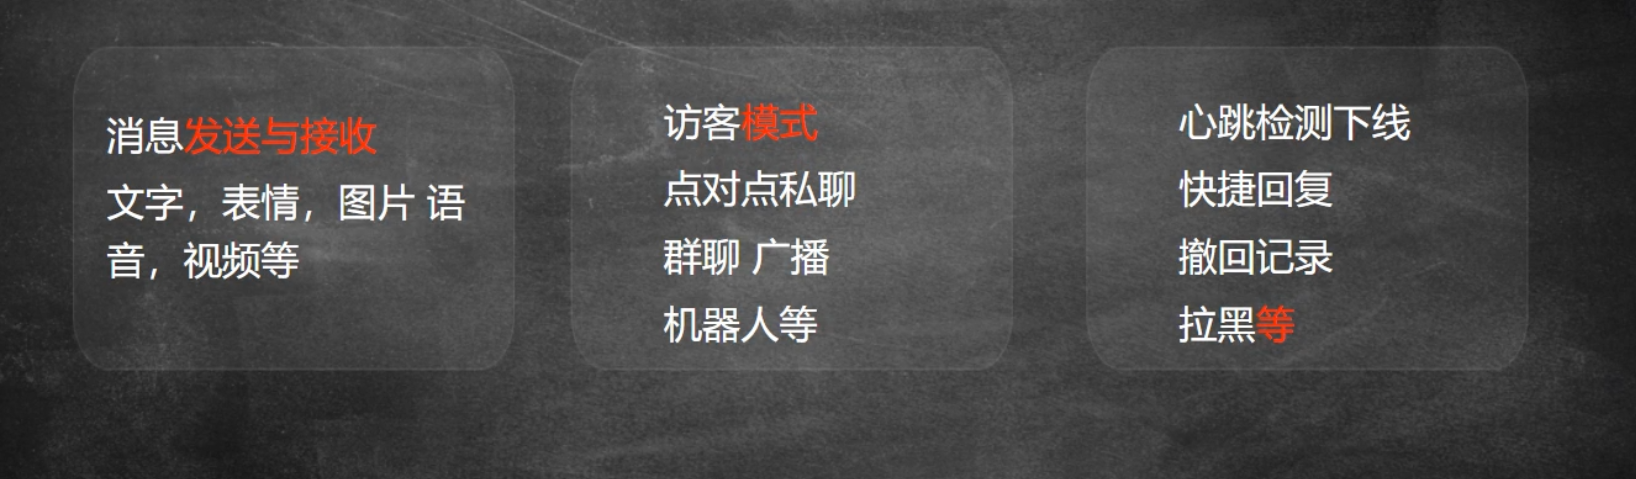 消息发送与接收
文字，表情，图片 语
音，视频等
访客模式
点对点私聊
群聊 广播
机器人等
心跳检测下线
快捷回复
撤回记录
拉黑等